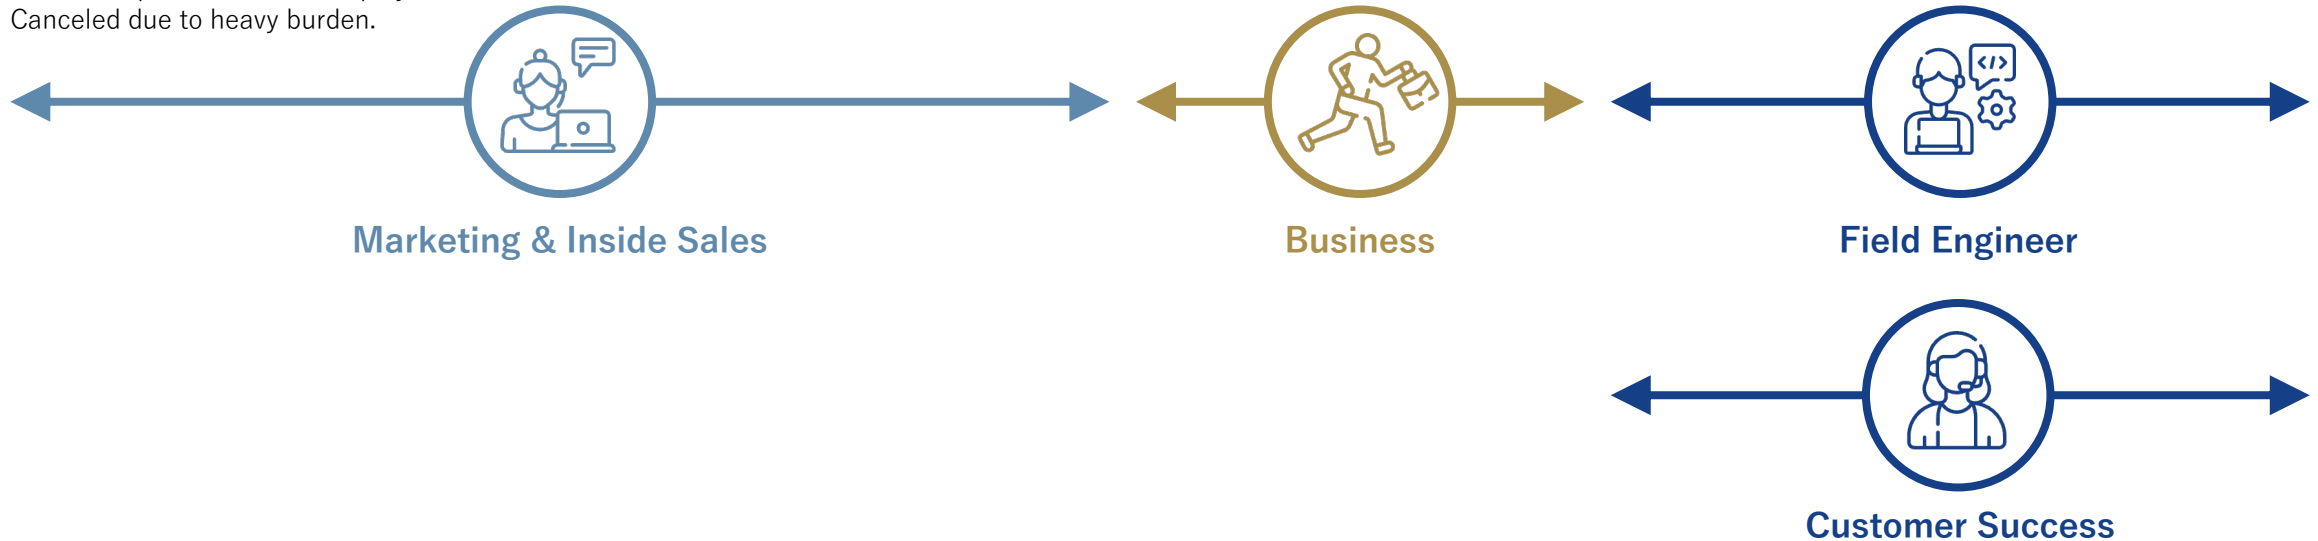 Canceled due to heavy burden.
Marketing & Inside Sales
Business
Field Engineer
</>
Customer Success